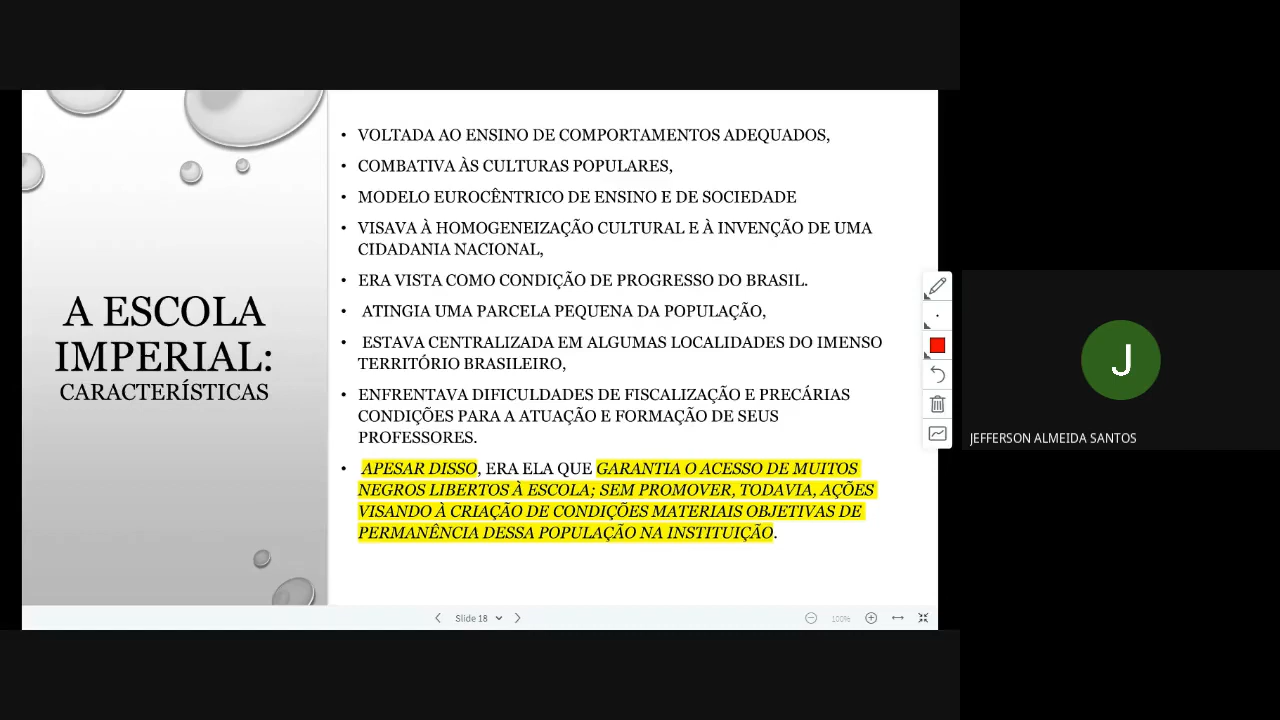 A ESCOLA
IMPERIAL:
CARACTERÍSTICAS
• VOLTADA AO ENSINO DE COMPORTAMENTOS ADEQUADOS,
• COMBATIVA ÀS CULTURAS POPULARES,
• MODELO EUROCÊNTRICO DE ENSINO E DE SOCIEDADE
• VISAVA À HOMOGENEIZAÇÃO CULTURAL E À INVENÇÃO DE UMA
CIDADANIA NACIONAL,
• ERA VISTA COMO CONDIÇÃO DE PROGRESSO DO BRASIL.
• ATINGIA UMA PARCELA PEQUENA DA POPULAÇÃO,
• ESTAVA CENTRALIZADA EM ALGUMAS LOCALIDADES DO IMENSO
TERRITÓRIO BRASILEIRO,
• ENFRENTAVA DIFICULDADES DE FISCALIZAÇÃO E PRECÁRIAS
CONDIÇÕES PARA A ATUAÇÃO E FORMAÇÃO DE SEUS
PROFESSORES.
• APESAR DISSO, ERA ELA QUE GARANTIA O ACESSO DE MUITOS
NEGROS LIBERTOS À ESCOLA; SEM PROMOVER, TODAVIA, AÇÕES
VISANDO À CRIAÇÃO DE CONDIÇÕES MATERIAIS OBJETIVAS DE
PERMANÊNCIA DESSA POPULAÇÃO NA INSTITUIÇÃO.
Slide 18
100%
J
JEFFERSON ALMEIDA SANTOS